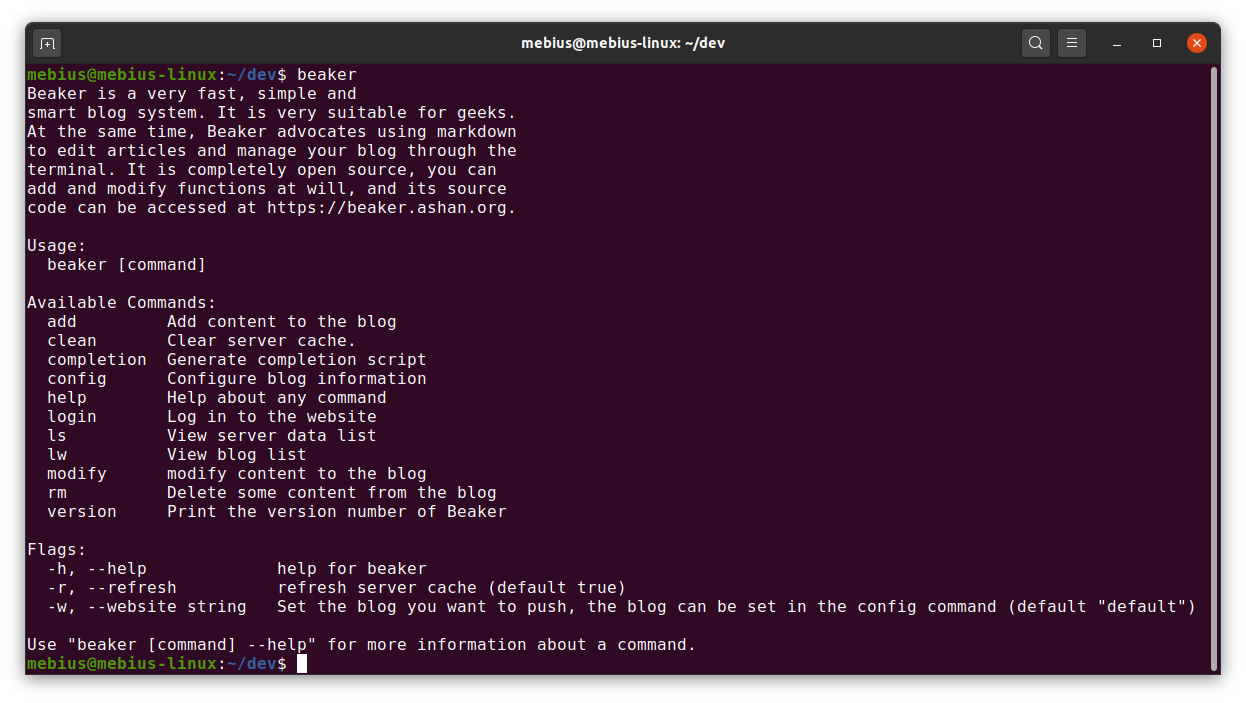 mebius@mebius-linux: ~/dev
mebius@mebius-linux:~/dev$ beaker
Beaker is a very fast, simple and
smart blog system. It is very suitable for geeks.
At the same time, Beaker advocates using markdown
to edit articles and manage your blog through the
terminal. It is completely open source, you can
add and modify functions at will, and its source
code can be accessed at https://beaker.ashan.org.

Usage:
  beaker [command]

Available Commands:
  add         Add content to the blog
  clean       Clear server cache.
  completion  Generate completion script
  config      Configure blog information
  help        Help about any command
  login       Log in to the website
  ls          View server data list
  lw          View blog list
  modify      modify content to the blog
  rm          Delete some content from the blog
  version     Print the version number of Beaker

Flags:
  -h, --help             help for beaker
  -r, --refresh          refresh server cache (default true)
  -w, --website string   Set the blog you want to push, the blog can be set in the config command (default "default")

Use "beaker [command] --help" for more information about a command.
mebius@mebius-linux:~/dev$